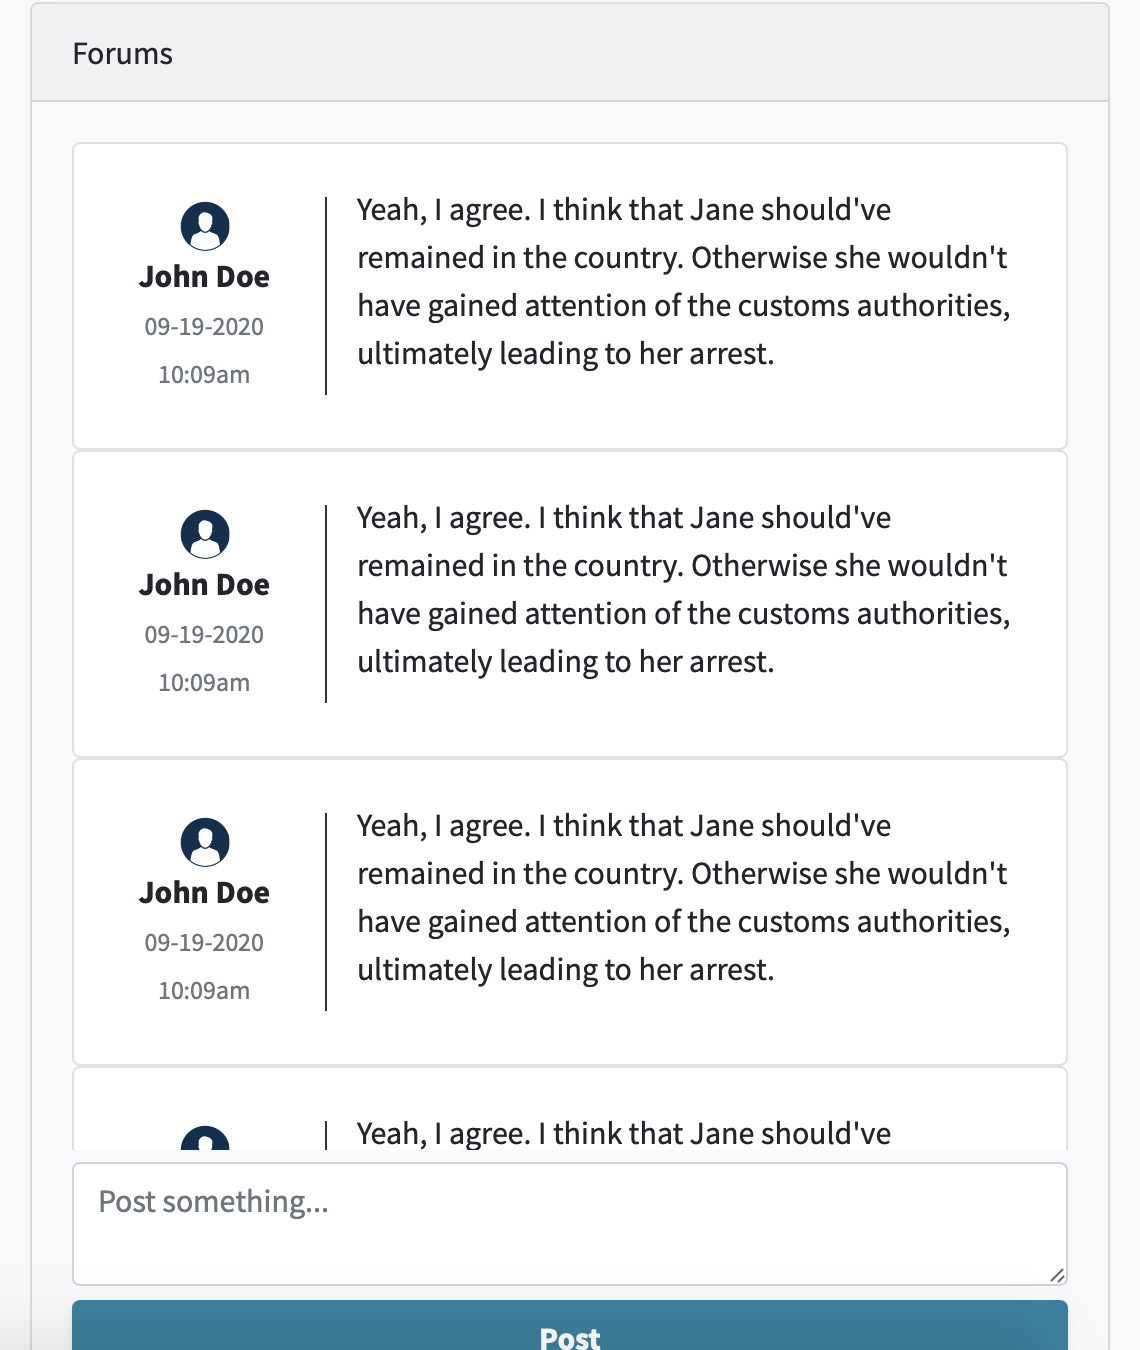 Forums
Yeah, I agree. I think that Jane should've
remained in the country. Otherwise she wouldn't
have gained attention of the customs authorities,
ultimately leading to her arrest.
John Doe
09-19-2020
10:09am
Yeah, I agree. I think that Jane should've
remained in the country. Otherwise she wouldn't
have gained attention of the customs authorities,
ultimately leading to her arrest.
John Doe
09-19-2020
10:09am
Yeah, I agree. I think that Jane should've
remained in the country. Otherwise she wouldn't
have gained attention of the customs authorities,
ultimately leading to her arrest.
John Doe
09-19-2020
10:09am
Yeah, I agree. I think that Jane should've
Post something...
Post